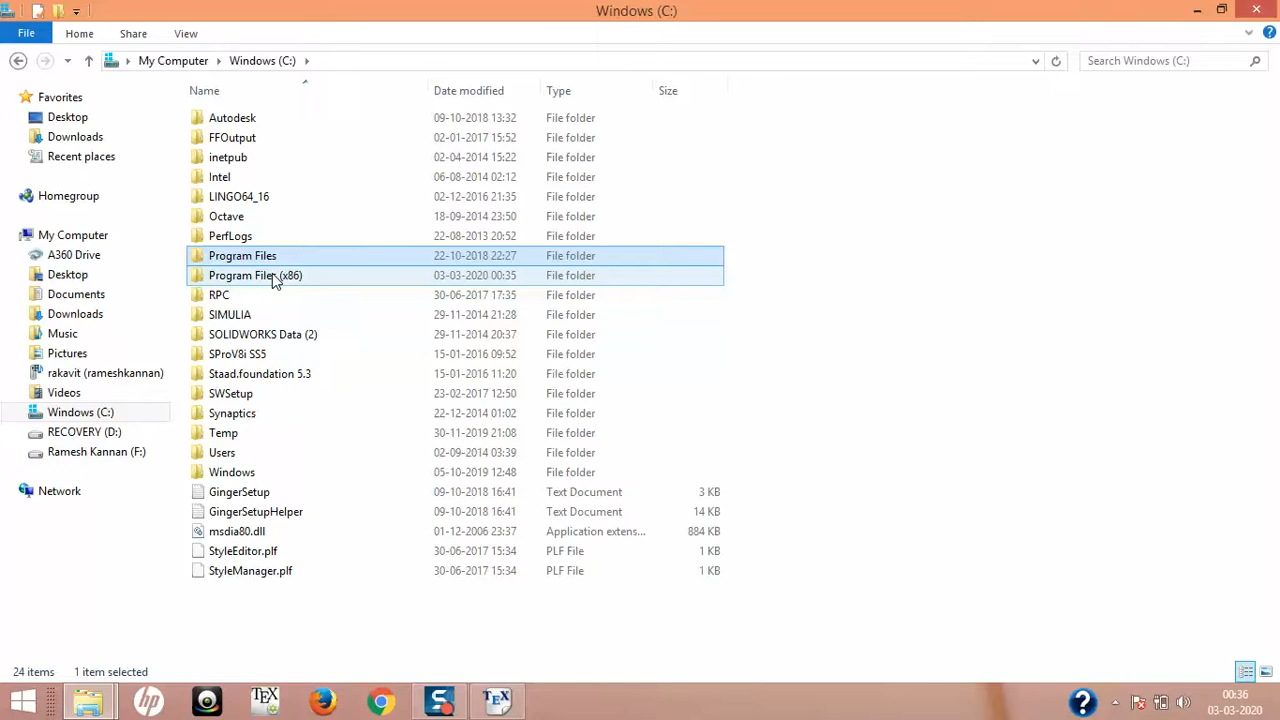 Windows (C:)
File Home Share View
My Computer Windows (C:) Search Windows (C:)
Name Date modified Type Size
Favorites
Desktop
Downloads
Recent places
Homegroup
My Computer
A360 Drive
Desktop
Documents
Downloads
Music
Pictures
rakavit (rameshkannan)
Videos
Windows (C:)
RECOVERY (D:)
Ramesh Kannan (F:)
Network
Autodesk 09-10-2018 13:32 File folder
FFOutput 02-01-2017 15:52 File folder
inetpub 02-04-2014 15:22 File folder
Intel 06-08-2014 02:12 File folder
LINGO64_16 02-12-2016 21:35 File folder
Octave 18-09-2014 23:50 File folder
PerfLogs 22-08-2013 20:52 File folder
Program Files 22-10-2018 22:27 File folder
Program Files (x86) 03-03-2020 00:35 File folder
RPC 30-06-2017 17:35 File folder
SIMULIA 29-11-2014 21:28 File folder
SOLIDWORKS Data (2) 29-11-2014 20:37 File folder
SProV8i SS5 15-01-2016 09:52 File folder
Staad.foundation 5.3 15-01-2016 11:20 File folder
SWSetup 23-02-2017 12:50 File folder
Synaptics 22-12-2014 01:02 File folder
Temp 30-11-2019 21:08 File folder
Users 02-09-2014 03:39 File folder
Windows 05-10-2019 12:48 File folder
GingerSetup 09-10-2018 16:41 Text Document 3 KB
GingerSetupHelper 09-10-2018 16:41 Text Document 14 KB
msdia80.dll 01-12-2006 23:37 Application extens... 884 KB
StyleEditor.plf 30-06-2017 15:34 PLF File 1 KB
StyleManager.plf 30-06-2017 15:34 PLF File 1 KB
24 items 1 item selected
hp TEX S TEX ? 00:36
03-03-2020